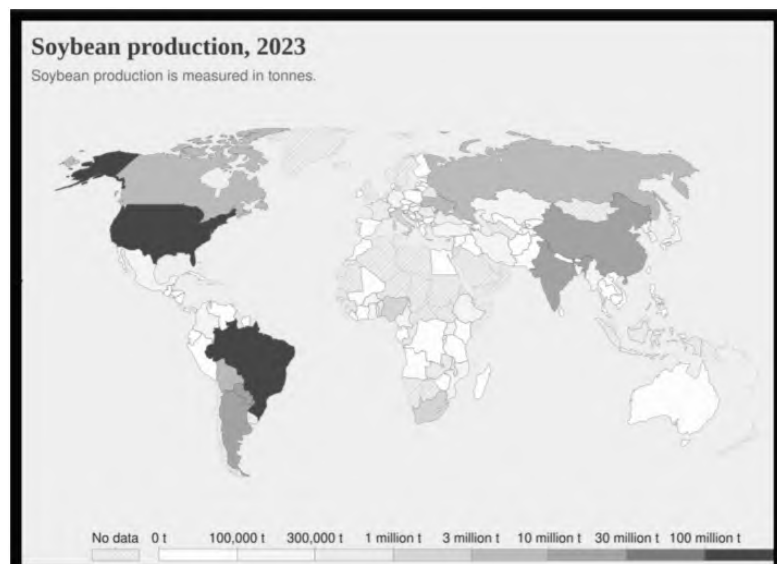 Soybean production, 2023
Soybean production is measured in tonnes.
No data 0 t 100,000 t 300,000 t 1 million t 3 million t 10 million t 30 million t 100 million t